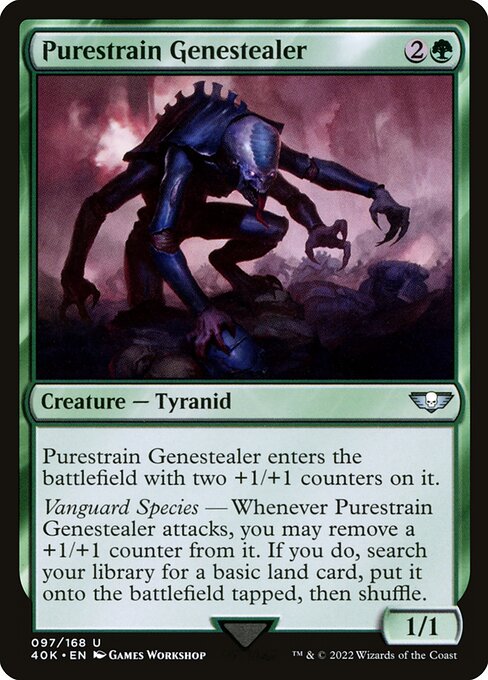 Purestrain Genestealer 2
Creature — Tyranid
Purestrain Genestealer enters the
battlefield with two +1/+1 counters on it.
Vanguard Species — Whenever Purestrain
Genestealer attacks, you may remove a
+1/+1 counter from it. If you do, search
your library for a basic land card, put it
onto the battlefield tapped, then shuffle.
1/1
097/168 U
40K • EN Games Workshop
™ & © 2022 Wizards of the Coast